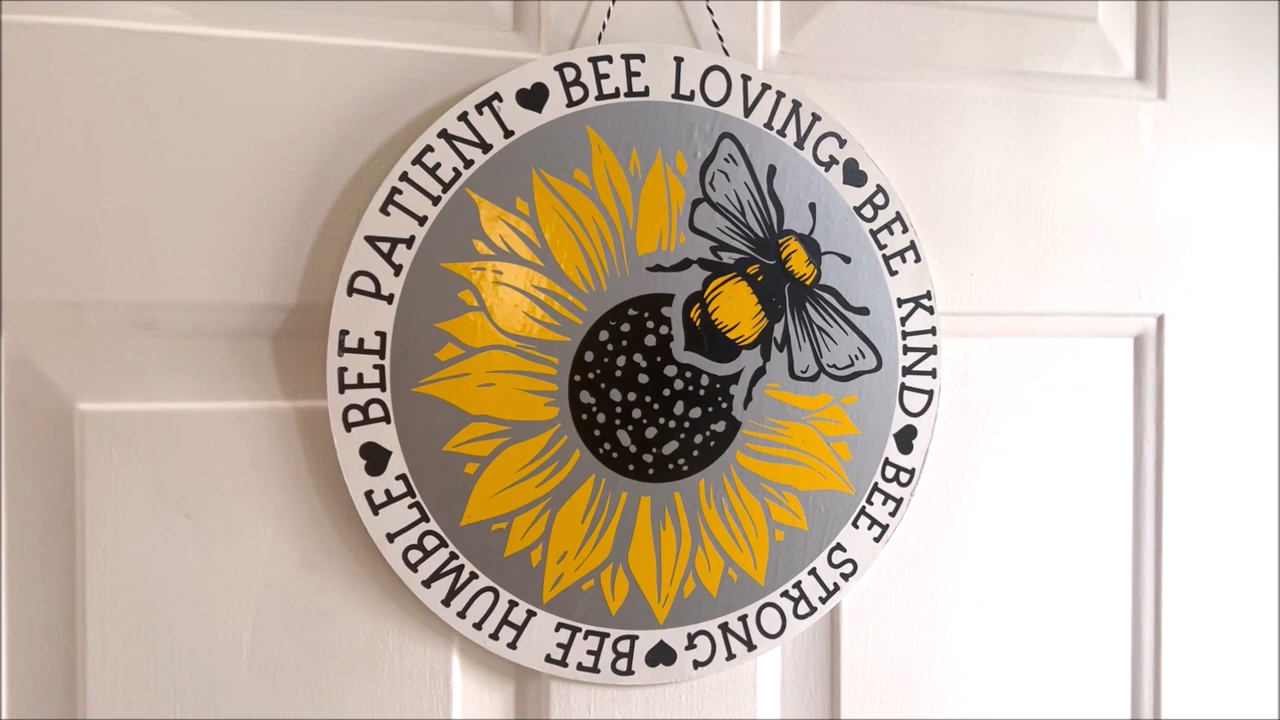 BEE LOVING
BEE KIND
BEE STRONG
BEE HUMBLE
BEE PATIENT